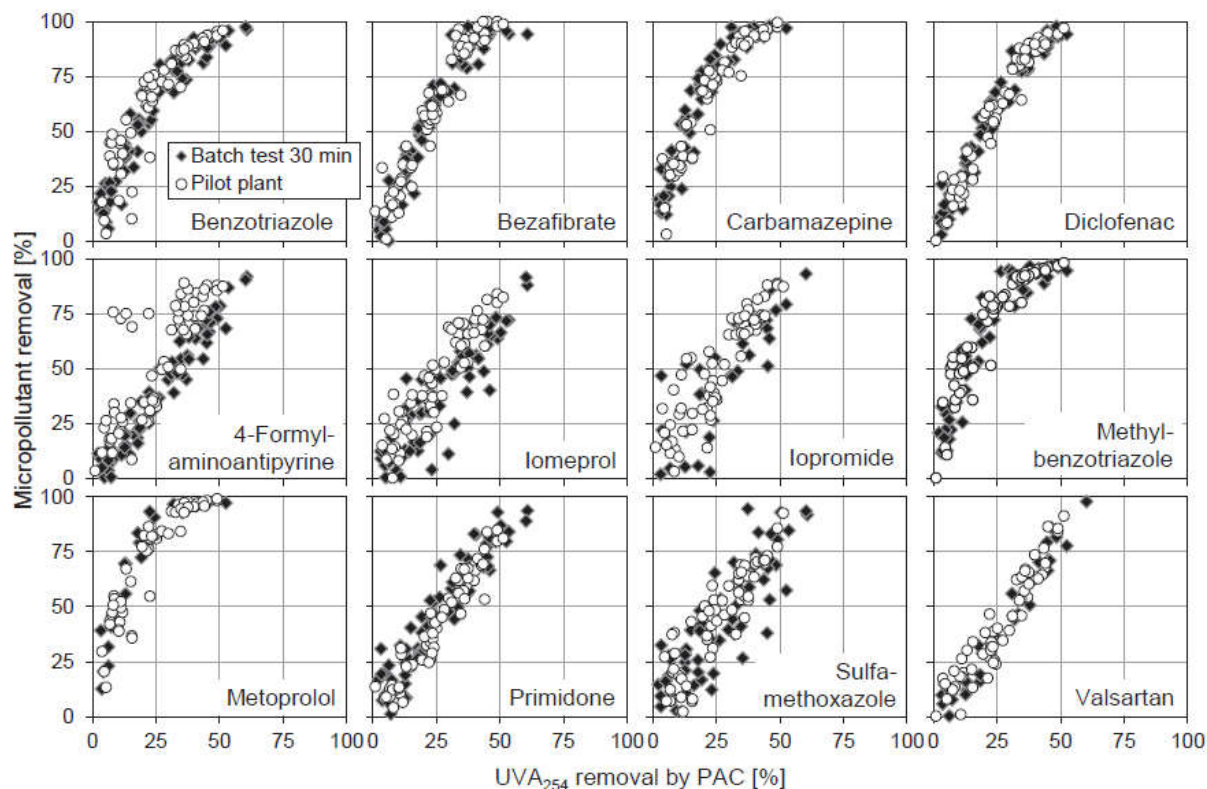 Micropollutant removal [%]
100
75
50
25
0
◆ Batch test 30 min
○ Pilot plant
Benzotriazole
Bezafibrate
Carbamazepine
Diclofenac
100
75
50
25
0
4-Formyl-
aminoantipyrine
Iomeprol
Iopromide
Methyl-
benzotriazole
100
75
50
25
0
Metoprolol
Primidone
Sulfa-
methoxazole
Valsartan
0 25 50 75 100 0 25 50 75 100 0 25 50 75 100 0 25 50 75 100
UVA₂₅₄ removal by PAC [%]